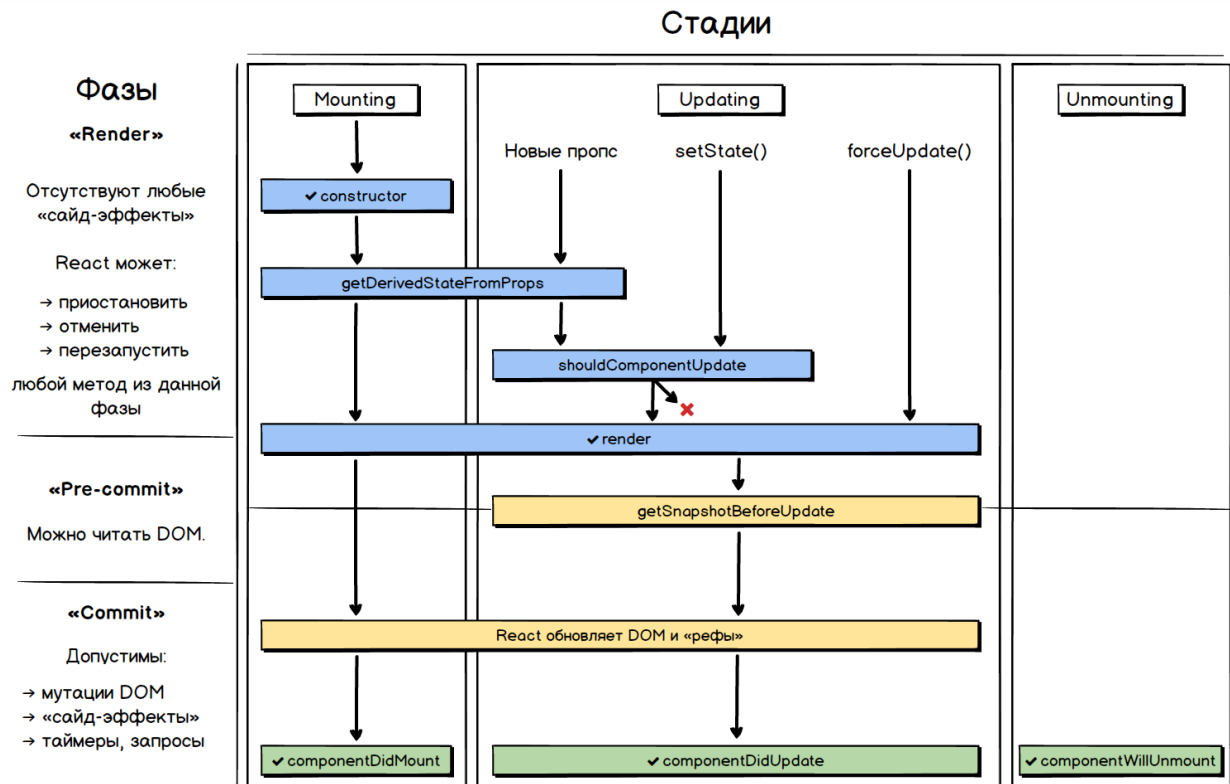 Стадии
Фазы
«Render»
Отсутствуют любые
«сайд-эффекты»
React может:
→ приостановить
→ отменить
→ перезапустить
любой метод из данной
фазы
«Pre-commit»
Можно читать DOM.
«Commit»
Допустимы:
→ мутации DOM
→ «сайд-эффекты»
→ таймеры, запросы
Mounting
Updating
Unmounting
Новые пропс
setState()
forceUpdate()
✔ constructor
getDerivedStateFromProps
shouldComponentUpdate
✔ render
getSnapshotBeforeUpdate
React обновляет DOM и «рефы»
✔ componentDidMount
✔ componentDidUpdate
✔ componentWillUnmount